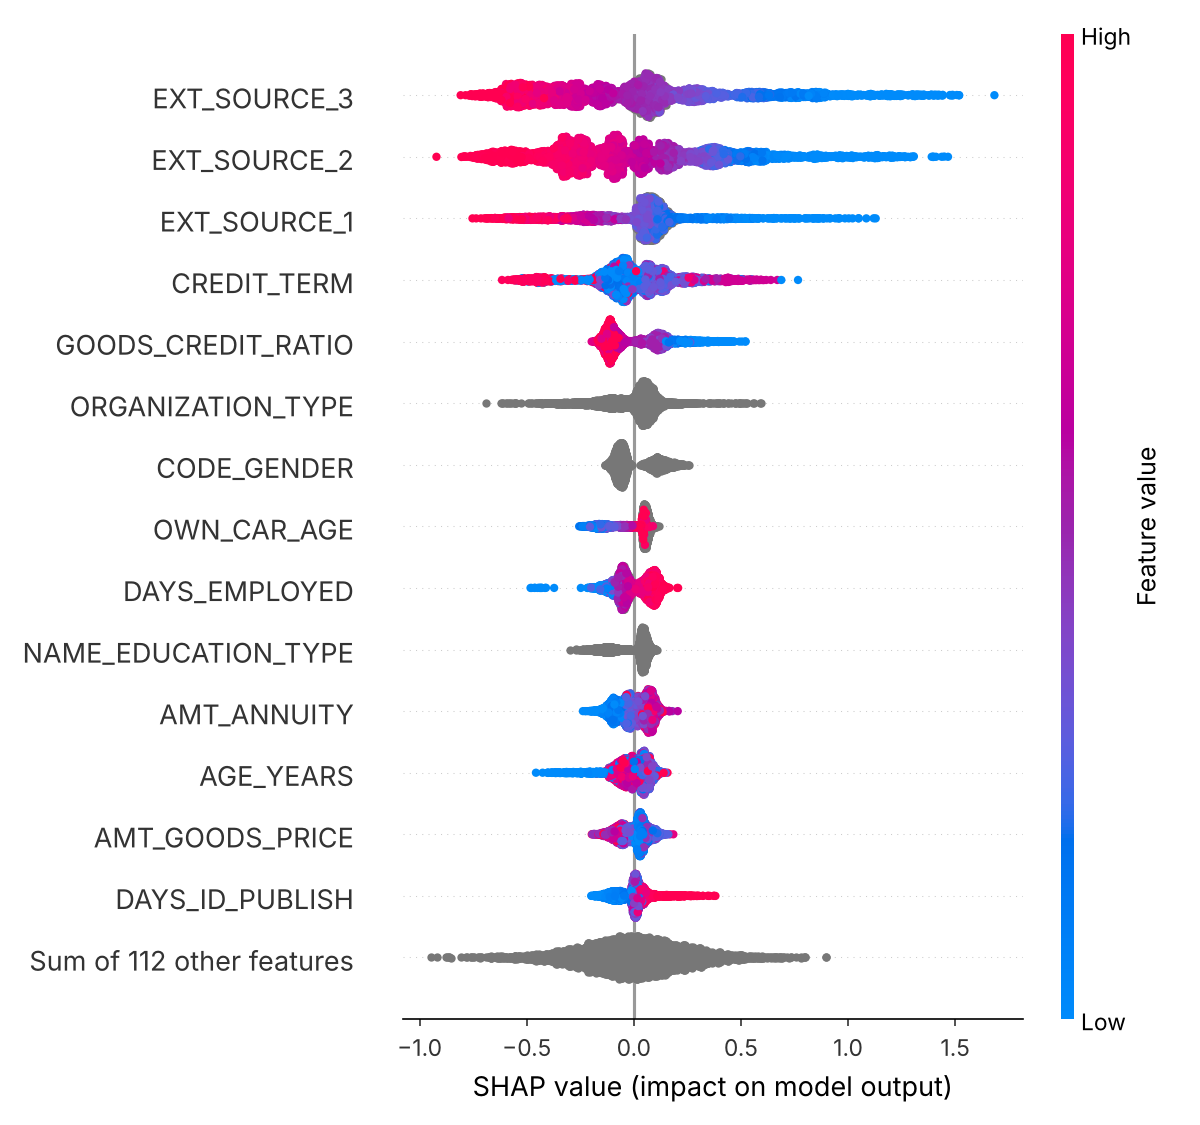 High
EXT_SOURCE_3
EXT_SOURCE_2
EXT_SOURCE_1
CREDIT_TERM
GOODS_CREDIT_RATIO
ORGANIZATION_TYPE
CODE_GENDER
OWN_CAR_AGE
DAYS_EMPLOYED
NAME_EDUCATION_TYPE
AMT_ANNUITY
AGE_YEARS
AMT_GOODS_PRICE
DAYS_ID_PUBLISH
Sum of 112 other features
Feature value
Low
−1.0 −0.5 0.0 0.5 1.0 1.5
SHAP value (impact on model output)